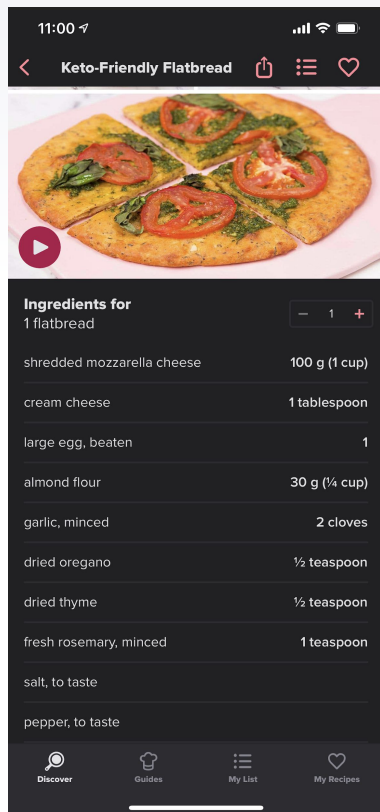 11:00
Keto-Friendly Flatbread
Ingredients for
1 flatbread
− 1 +
shredded mozzarella cheese 100 g (1 cup)
cream cheese 1 tablespoon
large egg, beaten 1
almond flour 30 g (¼ cup)
garlic, minced 2 cloves
dried oregano ½ teaspoon
dried thyme ½ teaspoon
fresh rosemary, minced 1 teaspoon
salt, to taste
pepper, to taste
Discover Guides My List My Recipes